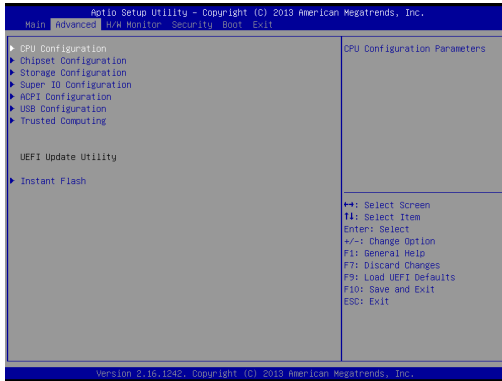 Aptio Setup Utility – Copyright (C) 2013 American Megatrends, Inc.
Main Advanced H/W Monitor Security Boot Exit
▶ CPU Configuration
▶ Chipset Configuration
▶ Storage Configuration
▶ Super IO Configuration
▶ ACPI Configuration
▶ USB Configuration
▶ Trusted Computing
UEFI Update Utility
▶ Instant Flash
CPU Configuration Parameters
↔: Select Screen
↑↓: Select Item
Enter: Select
+/-: Change Option
F1: General Help
F7: Discard Changes
F9: Load UEFI Defaults
F10: Save and Exit
ESC: Exit
Version 2.16.1242. Copyright (C) 2013 American Megatrends, Inc.